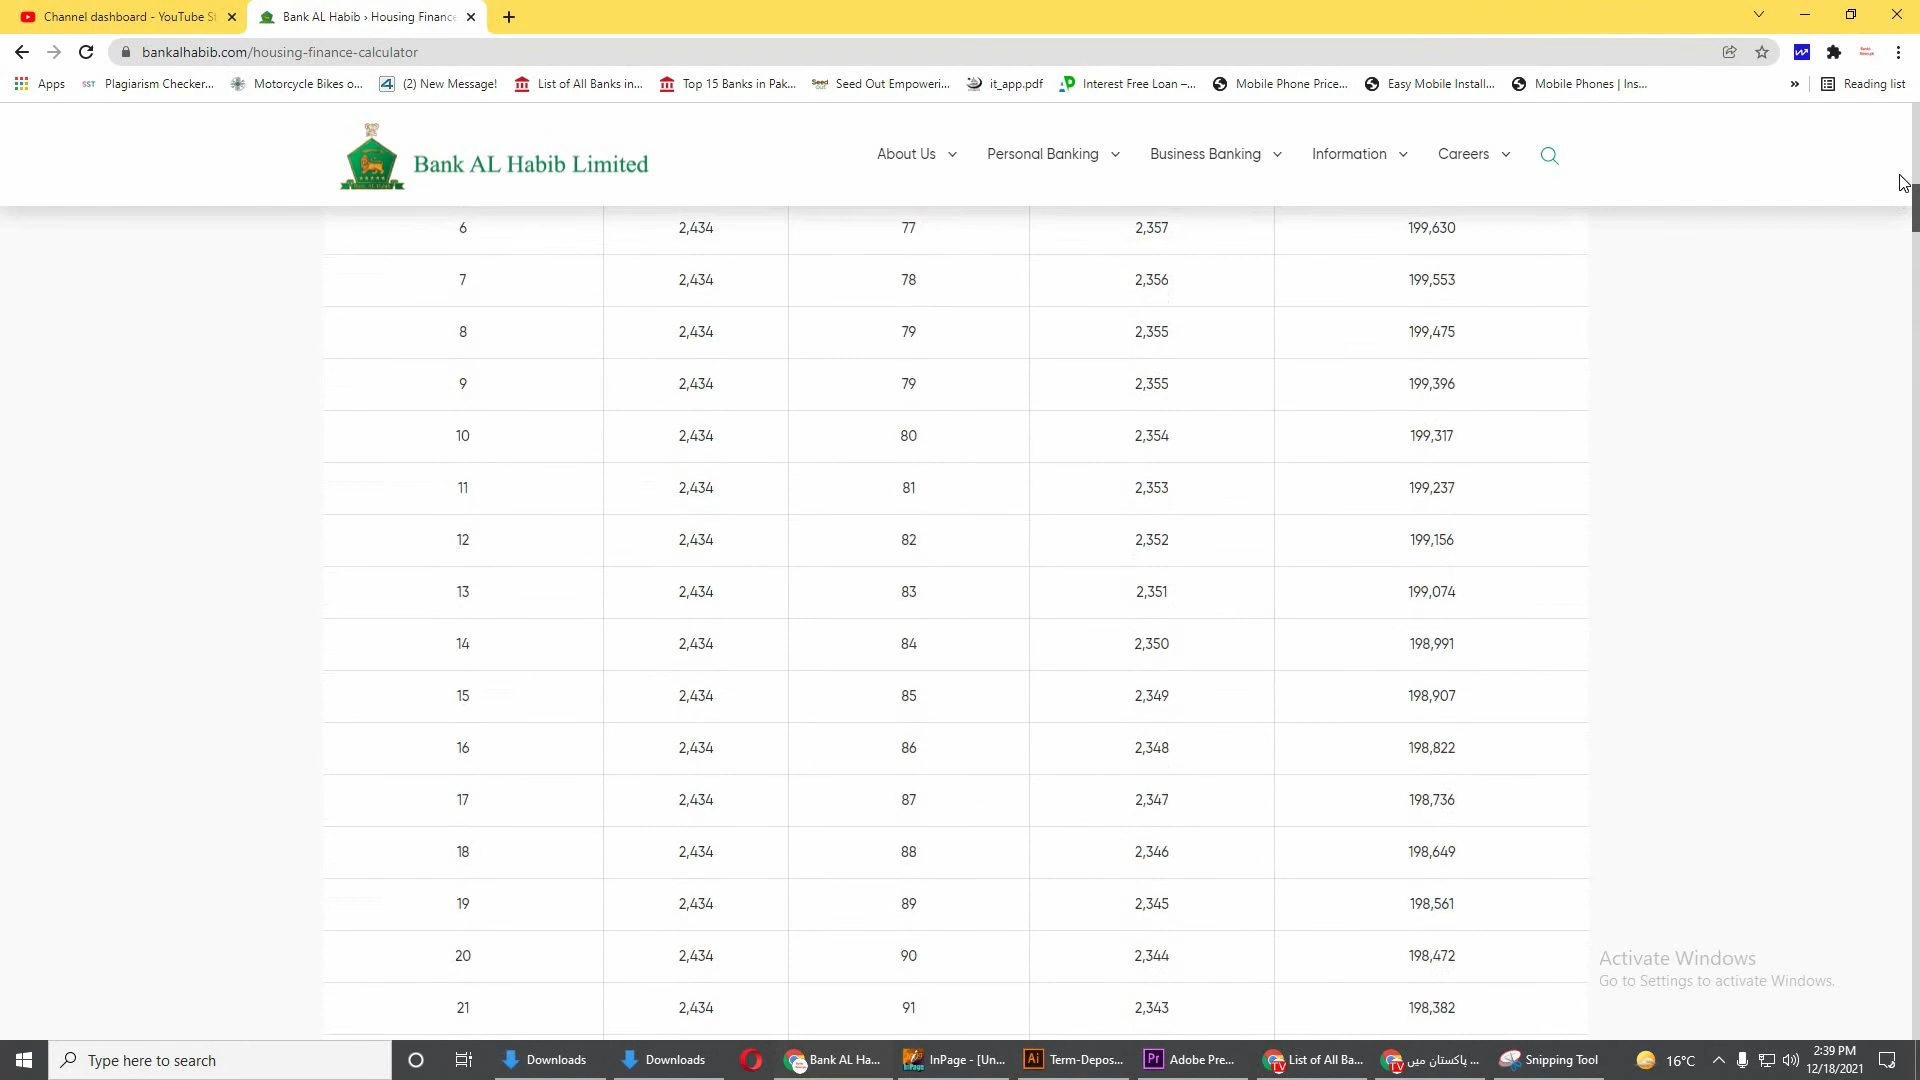 Channel dashboard - YouTube St
Bank AL Habib › Housing Finance
bankalhabib.com/housing-finance-calculator
Apps
SST Plagiarism Checker...
Motorcycle Bikes o...
(2) New Message!
List of All Banks in...
Top 15 Banks in Pak...
Seed Out Empoweri...
it_app.pdf
Interest Free Loan –...
Mobile Phone Price...
Easy Mobile Install...
Mobile Phones | Ins...
»
Reading list
Bank AL Habib Limited
About Us
Personal Banking
Business Banking
Information
Careers
6 2,434 77 2,357 199,630
7 2,434 78 2,356 199,553
8 2,434 79 2,355 199,475
9 2,434 79 2,355 199,396
10 2,434 80 2,354 199,317
11 2,434 81 2,353 199,237
12 2,434 82 2,352 199,156
13 2,434 83 2,351 199,074
14 2,434 84 2,350 198,991
15 2,434 85 2,349 198,907
16 2,434 86 2,348 198,822
17 2,434 87 2,347 198,736
18 2,434 88 2,346 198,649
19 2,434 89 2,345 198,561
20 2,434 90 2,344 198,472
21 2,434 91 2,343 198,382
Activate Windows
Go to Settings to activate Windows.
Type here to search
Downloads
Downloads
Bank AL Ha...
InPage - [Un...
Ai Term-Depos...
Pr Adobe Pre...
List of All Ba...
پاکستان میں ...
Snipping Tool
16°C
2:39 PM
12/18/2021